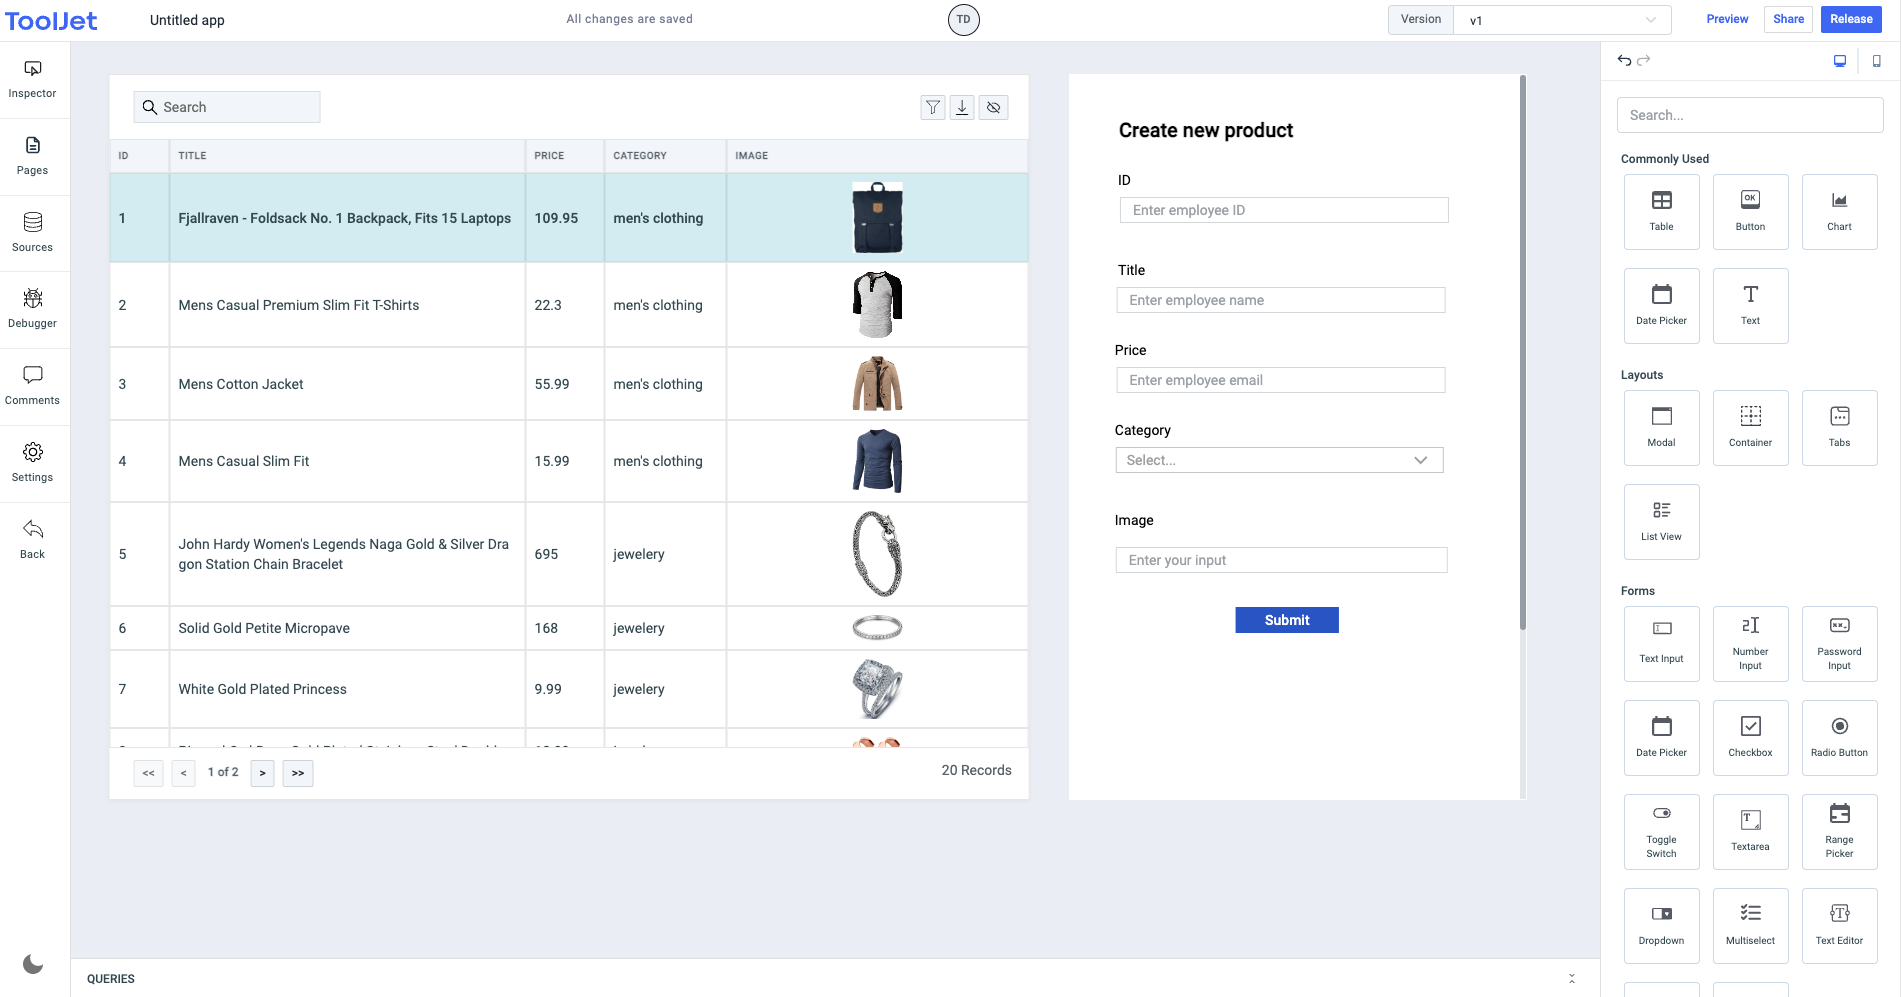 ToolJet
Untitled app
All changes are saved
TD
Version
v1
Preview
Share
Release
Inspector
Pages
Sources
Debugger
Comments
Settings
Back
Search
ID
TITLE
PRICE
CATEGORY
IMAGE
1
Fjallraven - Foldsack No. 1 Backpack, Fits 15 Laptops
109.95
men's clothing
2
Mens Casual Premium Slim Fit T-Shirts
22.3
men's clothing
3
Mens Cotton Jacket
55.99
men's clothing
4
Mens Casual Slim Fit
15.99
men's clothing
5
John Hardy Women's Legends Naga Gold & Silver Dra
gon Station Chain Bracelet
695
jewelery
6
Solid Gold Petite Micropave
168
jewelery
7
White Gold Plated Princess
9.99
jewelery
<<
<
1 of 2
>
>>
20 Records
Create new product
ID
Enter employee ID
Title
Enter employee name
Price
Enter employee email
Category
Select...
Image
Enter your input
Submit
QUERIES
Search...
Commonly Used
Table
OK
Button
Chart
Date Picker
Text
Layouts
Modal
Container
Tabs
List View
Forms
Text Input
Number
Input
Password
Input
Date Picker
Checkbox
Radio Button
Toggle
Switch
Textarea
Range
Picker
Dropdown
Multiselect
Text Editor